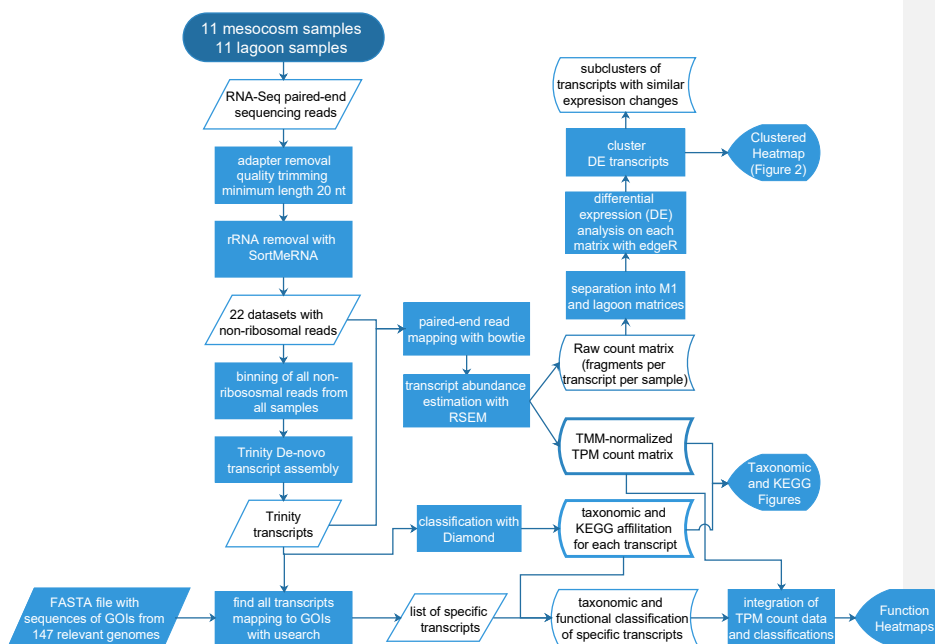 11 mesocosm samples
11 lagoon samples
RNA-Seq paired-end
sequencing reads
adapter removal
quality trimming
minimum length 20 nt
rRNA removal with
SortMeRNA
22 datasets with
non-ribosomal reads
binning of all non-
ribososmal reads from
all samples
Trinity De-novo
transcript assembly
Trinity
transcripts
paired-end read
mapping with bowtie
transcript abundance
estimation with
RSEM
subclusters of
transcripts with similar
expresison changes
cluster
DE transcripts
Clustered
Heatmap
(Figure 2)
differential
expression (DE)
analysis on each
matrix with edgeR
separation into M1
and lagoon matrices
Raw count matrix
(fragments per
transcript per sample)
TMM-normalized
TPM count matrix
Taxonomic
and KEGG
Figures
classification with
Diamond
taxonomic and
KEGG affilitation
for each transcript
FASTA file with
sequences of GOIs from
147 relevant genomes
find all transcripts
mapping to GOIs
with usearch
list of specific
transcripts
taxonomic and
functional classification
of specific transcripts
integration of
TPM count data
and classifications
Function
Heatmaps